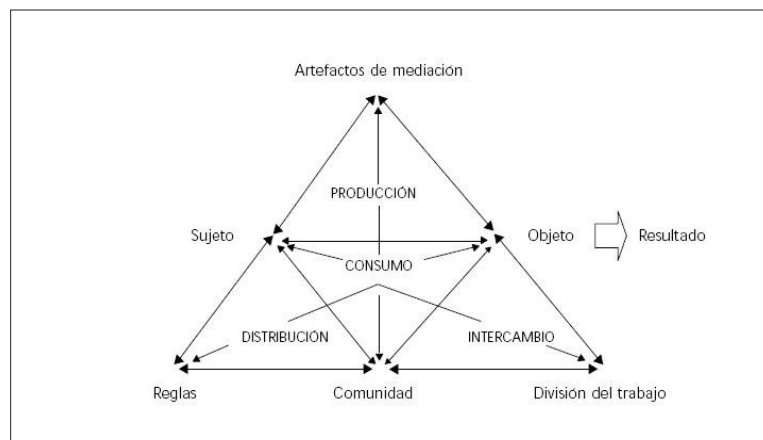 Artefactos de mediación
PRODUCCIÓN
Sujeto
Objeto
Resultado
CONSUMO
DISTRIBUCIÓN
INTERCAMBIO
Reglas
Comunidad
División del trabajo